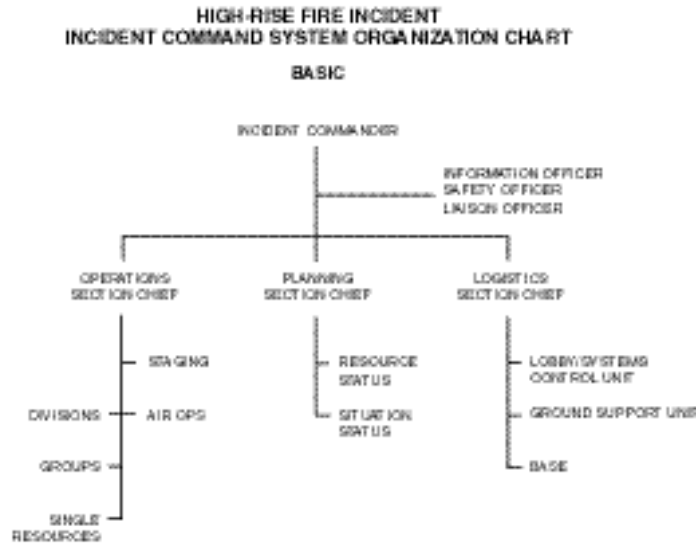 HIGH-RISE FIRE INCIDENT
INCIDENT COMMAND SYSTEM ORGANIZATION CHART
BASIC
INCIDENT COMMANDER
INFORMATION OFFICER
SAFETY OFFICER
LIAISON OFFICER
OPERATIONS
SECTION CHIEF
PLANNING
SECTION CHIEF
LOGISTICS
SECTION CHIEF
STAGING
DIVISIONS
AIR OPS
GROUPS
SINGLE
RESOURCES
RESOURCE
STATUS
SITUATION
STATUS
LOBBY/SYSTEMS
CONTROL UNIT
GROUND SUPPORT UNIT
BASE